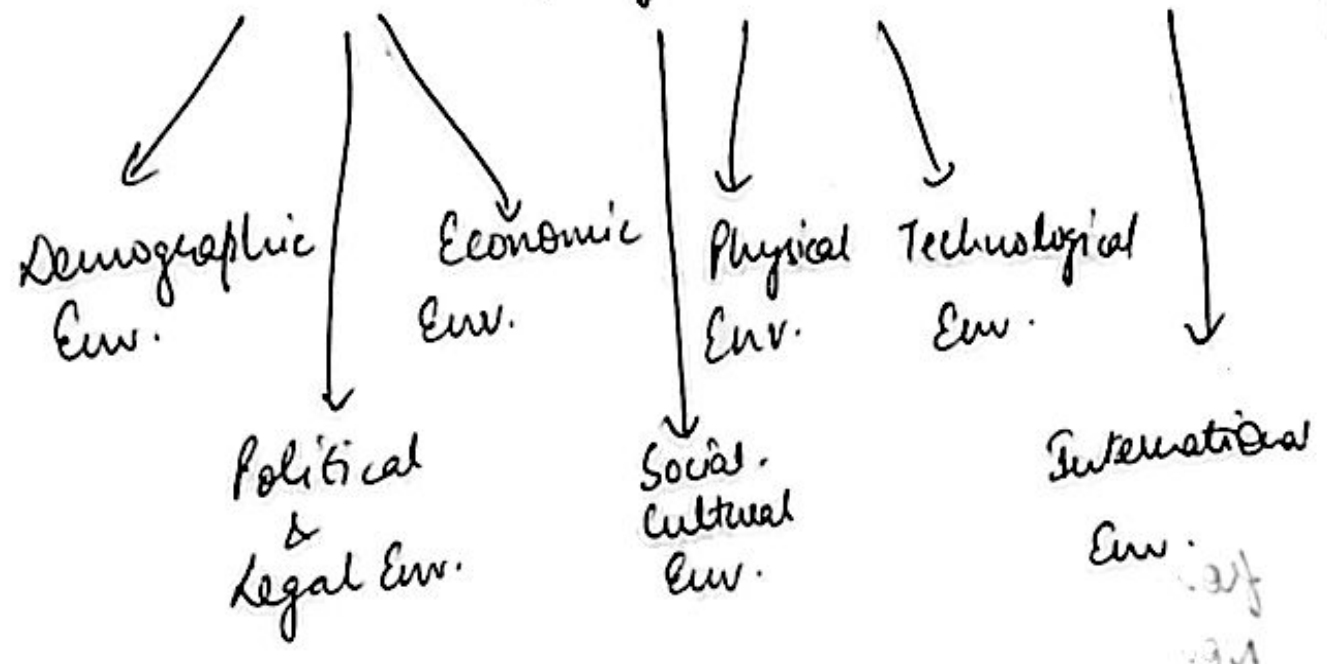 Demographic
Env.
Economic
Env.
Physical
Env.
Technological
Env.
Political
&
Legal Env.
Social.
Cultural
Env.
International
Env.